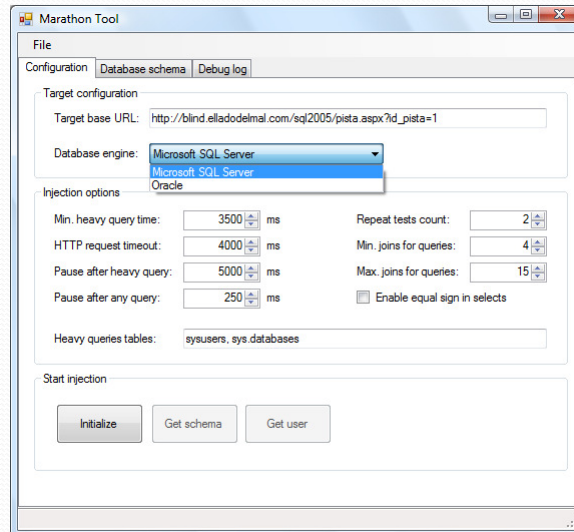 Marathon Tool
File
Configuration Database schema Debug log
Target configuration
Target base URL: http://blind.elladodelmal.com/sql2005/pista.aspx?id_pista=1
Database engine: Microsoft SQL Server
Microsoft SQL Server
Oracle
Injection options
Min. heavy query time: 3500 ms Repeat tests count: 2
HTTP request timeout: 4000 ms Min. joins for queries: 4
Pause after heavy query: 5000 ms Max. joins for queries: 15
Pause after any query: 250 ms Enable equal sign in selects
Heavy queries tables: sysusers, sys.databases
Start injection
Initialize Get schema Get user